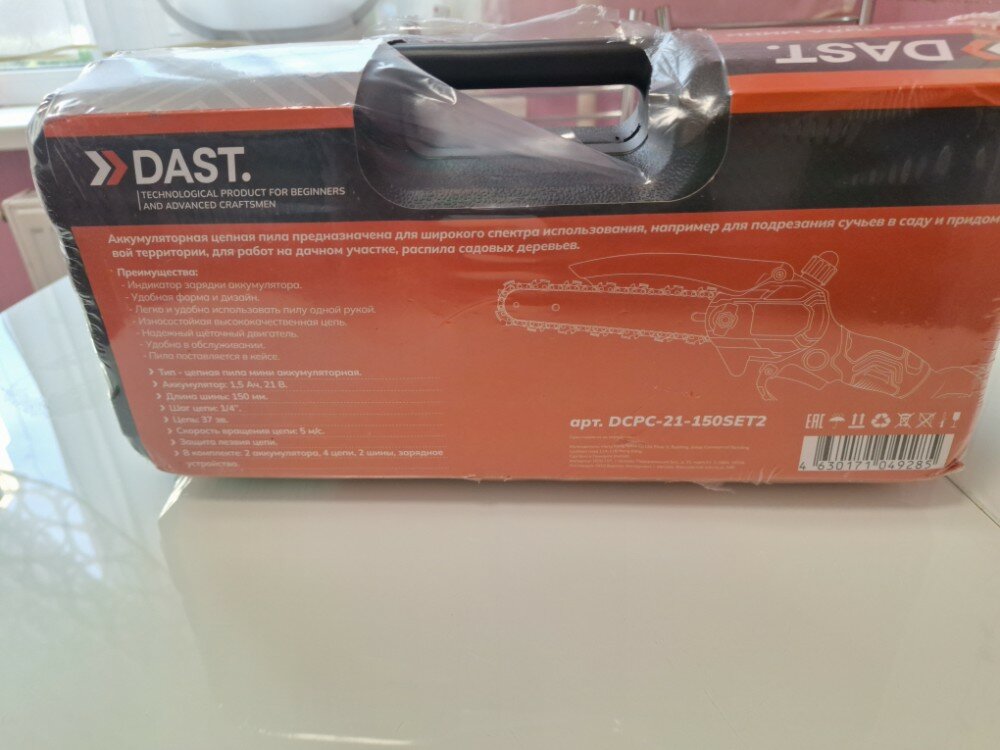 DAST.
DAST.
TECHNOLOGICAL PRODUCT FOR BEGINNERS
AND ADVANCED CRAFTSMEN
Аккумуляторная цепная пила предназначена для широкого спектра использования, например для подрезания сучьев в саду и придом
вой территории, для работ на дачном участке, распила садовых деревьев.
Преимущества:
- Индикатор зарядки аккумулятора.
- Удобная форма и дизайн.
- Легко и удобно использовать пилу одной рукой.
- Износостойкая высококачественная цепь.
- Надежный щёточный двигатель.
- Удобно в обслуживании.
- Пила поставляется в кейсе.
Тип - цепная пила мини аккумуляторная.
Аккумулятор: 1,5 Ач, 21 В.
Длина шины: 150 мм.
Шаг цепи: 1/4".
Цепь: 37 зв.
Скорость вращения цепи: 5 м/с.
Защита лезвия цепи.
В комплекте: 2 аккумулятора, 4 цепи, 2 шины, зарядное
устройство
арт. DCPC-21-150SET2
EAC
4 630171 049285